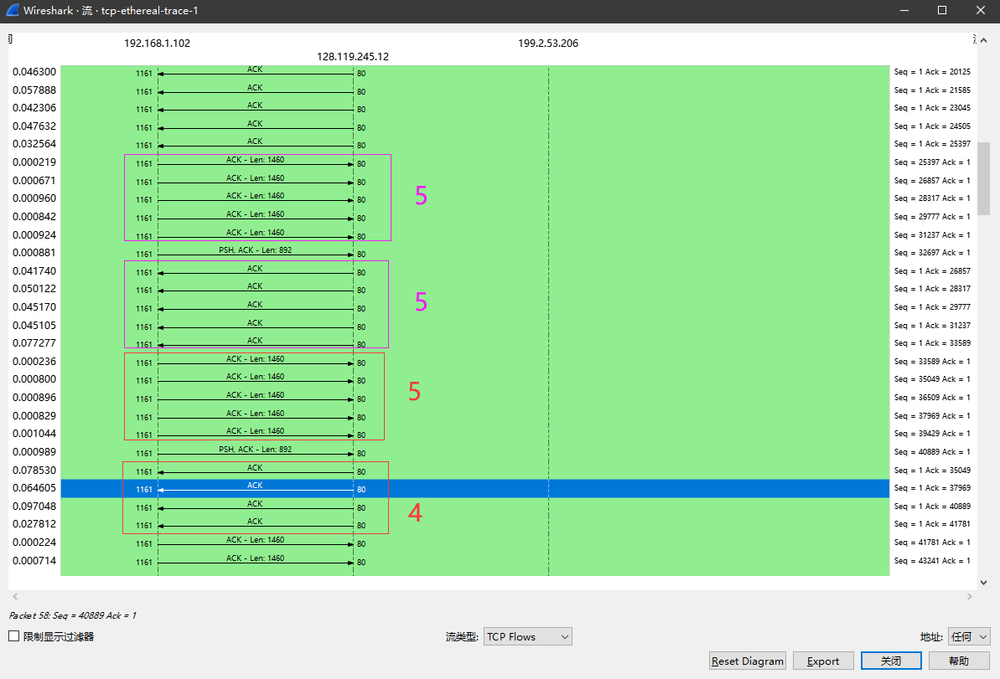 Wireshark · 流 · tcp-ethereal-trace-1
192.168.1.102 199.2.53.206
128.119.245.12
0.046300 1161 ACK 80 Seq = 1 Ack = 20125
0.057888 1161 ACK 80 Seq = 1 Ack = 21585
0.042306 1161 ACK 80 Seq = 1 Ack = 23045
0.047632 1161 ACK 80 Seq = 1 Ack = 24505
0.032564 1161 ACK 80 Seq = 1 Ack = 25397
0.000219 1161 ACK - Len: 1460 80 Seq = 25397 Ack = 1
0.000671 1161 ACK - Len: 1460 80 Seq = 26857 Ack = 1
0.000960 1161 ACK - Len: 1460 80 5 Seq = 28317 Ack = 1
0.000842 1161 ACK - Len: 1460 80 Seq = 29777 Ack = 1
0.000924 1161 ACK - Len: 1460 80 Seq = 31237 Ack = 1
0.000881 1161 PSH, ACK - Len: 892 80 Seq = 32697 Ack = 1
0.041740 1161 ACK 80 Seq = 1 Ack = 26857
0.050122 1161 ACK 80 Seq = 1 Ack = 28317
0.045170 1161 ACK 80 5 Seq = 1 Ack = 29777
0.045105 1161 ACK 80 Seq = 1 Ack = 31237
0.077277 1161 ACK 80 Seq = 1 Ack = 33589
0.000236 1161 ACK - Len: 1460 80 Seq = 33589 Ack = 1
0.000800 1161 ACK - Len: 1460 80 Seq = 35049 Ack = 1
0.000896 1161 ACK - Len: 1460 80 5 Seq = 36509 Ack = 1
0.000829 1161 ACK - Len: 1460 80 Seq = 37969 Ack = 1
0.001044 1161 ACK - Len: 1460 80 Seq = 39429 Ack = 1
0.000989 1161 PSH, ACK - Len: 892 80 Seq = 40889 Ack = 1
0.078530 1161 ACK 80 Seq = 1 Ack = 35049
0.064605 1161 ACK 80 Seq = 1 Ack = 37969
0.097048 1161 ACK 80 4 Seq = 1 Ack = 40889
0.027812 1161 ACK 80 Seq = 1 Ack = 41781
0.000224 1161 ACK - Len: 1460 80 Seq = 41781 Ack = 1
0.000714 1161 ACK - Len: 1460 80 Seq = 43241 Ack = 1
Packet 58: Seq = 40889 Ack = 1
限制显示过滤器 流类型: TCP Flows 地址: 任何
Reset Diagram Export 关闭 帮助